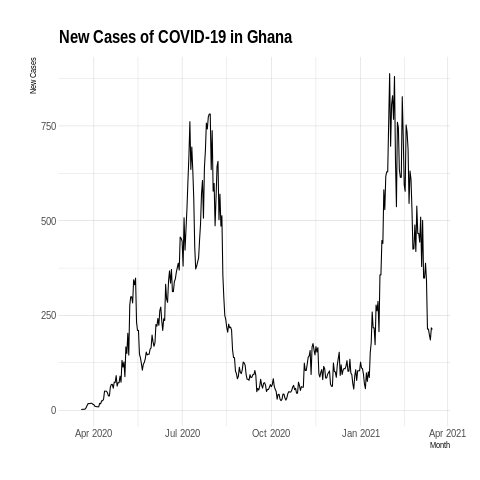 New Cases of COVID-19 in Ghana
New Cases
750
500
250
0
Apr 2020
Jul 2020
Oct 2020
Jan 2021
Apr 2021
Month